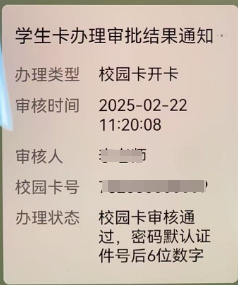 学生卡办理审批结果通知…
办理类型 校园卡开卡
审核时间 2025-02-22
11:20:08
审核人
校园卡号
办理状态 校园卡审核通
过，密码默认证
件号后6位数字